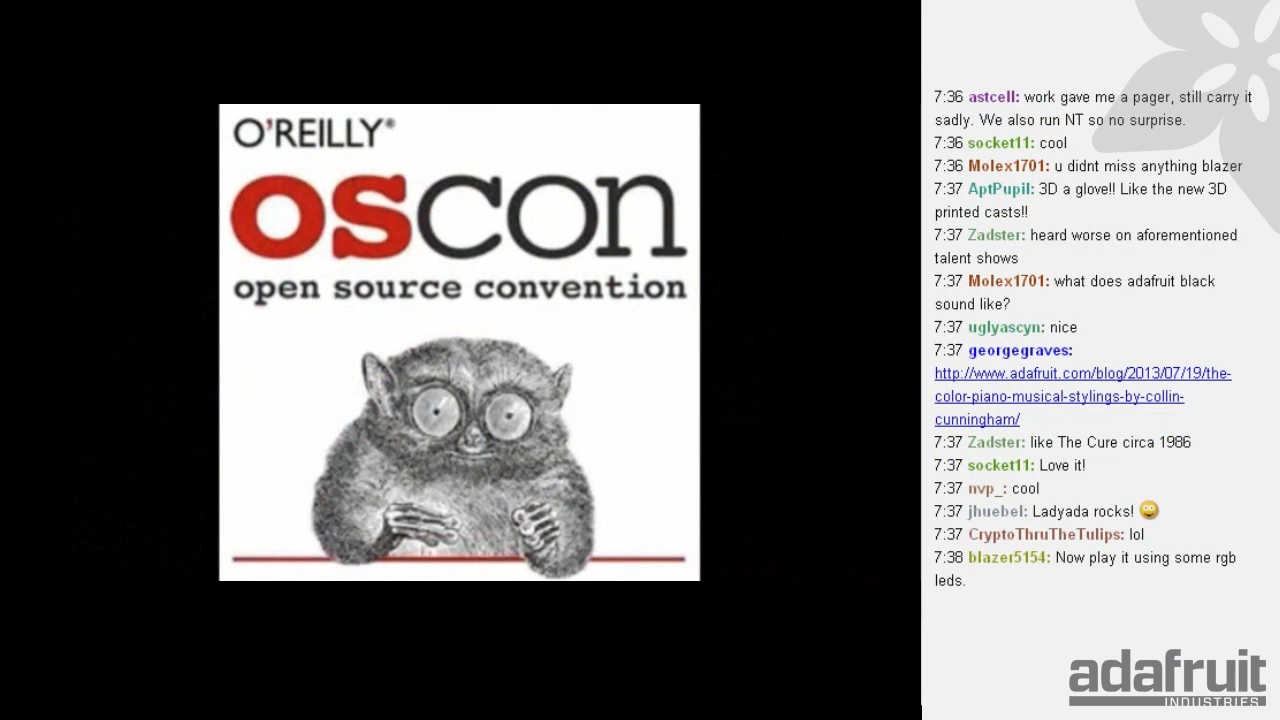 O'REILLY®
oscon
open source convention
7:36 astcell: work gave me a pager, still carry it
sadly. We also run NT so no surprise.
7:36 socket11: cool
7:36 Molex1701: u didnt miss anything blazer
7:37 AptPupil: 3D a glove!! Like the new 3D
printed casts!!
7:37 Zadster: heard worse on aforementioned
talent shows
7:37 Molex1701: what does adafruit black
sound like?
7:37 uglyascyn: nice
7:37 georgegraves:
http://www.adafruit.com/blog/2013/07/19/the-
color-piano-musical-stylings-by-collin-
cunningham/
7:37 Zadster: like The Cure circa 1986
7:37 socket11: Love it!
7:37 nvp_: cool
7:37 jhuebel: Ladyada rocks!
7:37 CryptoThruTheTulips: lol
7:38 blazer5154: Now play it using some rgb
leds.
adafruit
INDUSTRIES